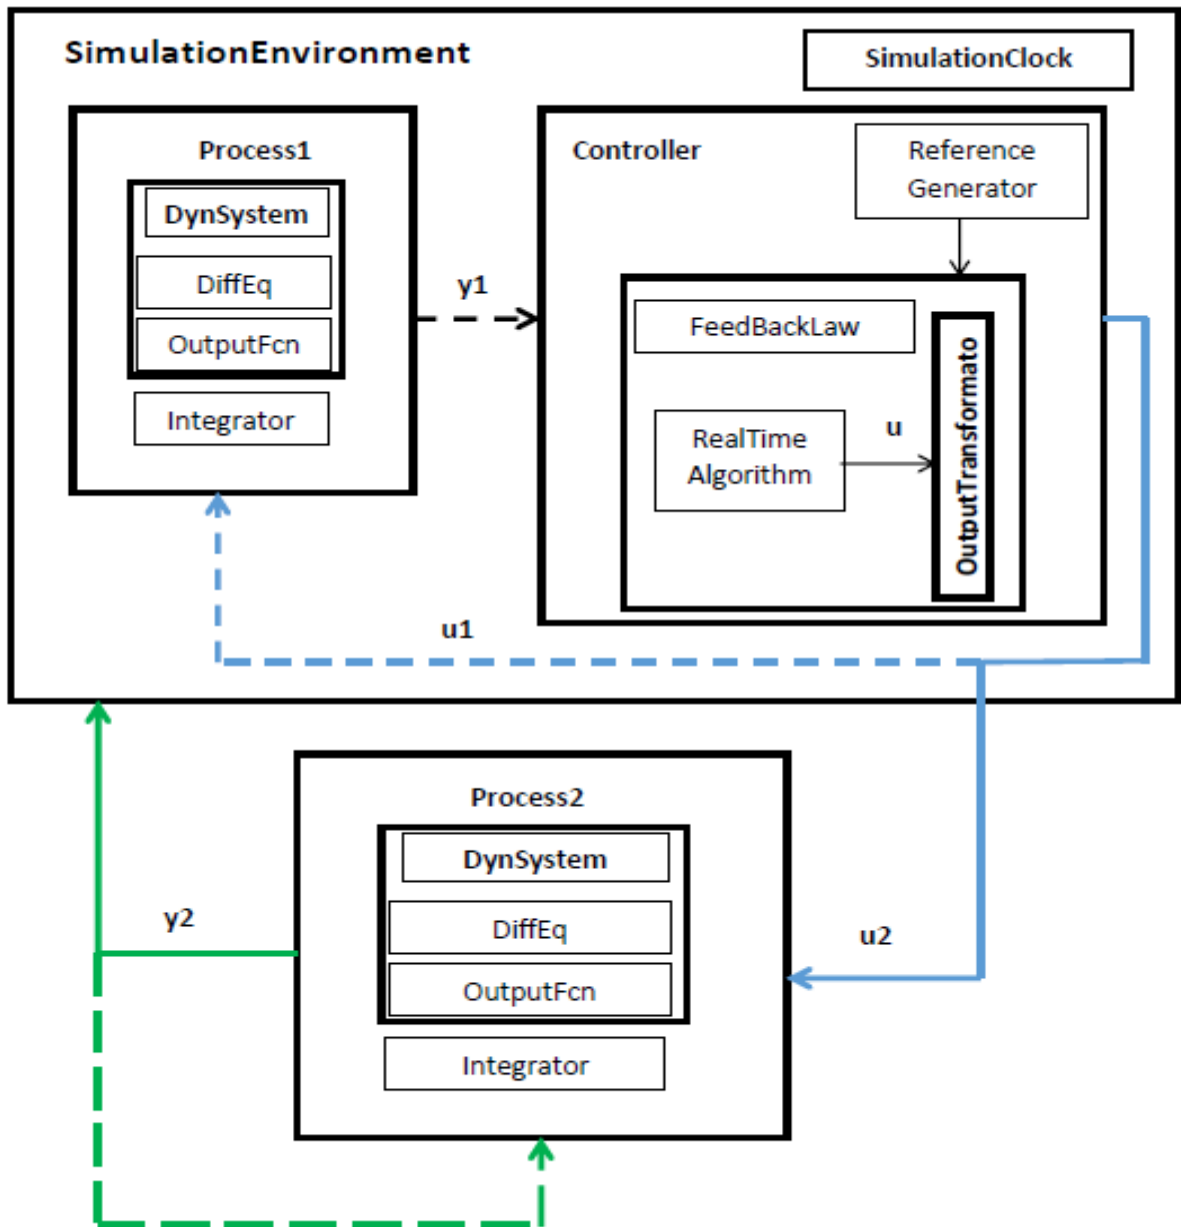 SimulationEnvironment
SimulationClock
Process1
DynSystem
DiffEq
OutputFcn
Integrator
y1
Controller
Reference
Generator
FeedBackLaw
RealTime
Algorithm
u
OutputTransformato
u1
Process2
DynSystem
DiffEq
OutputFcn
Integrator
y2
u2